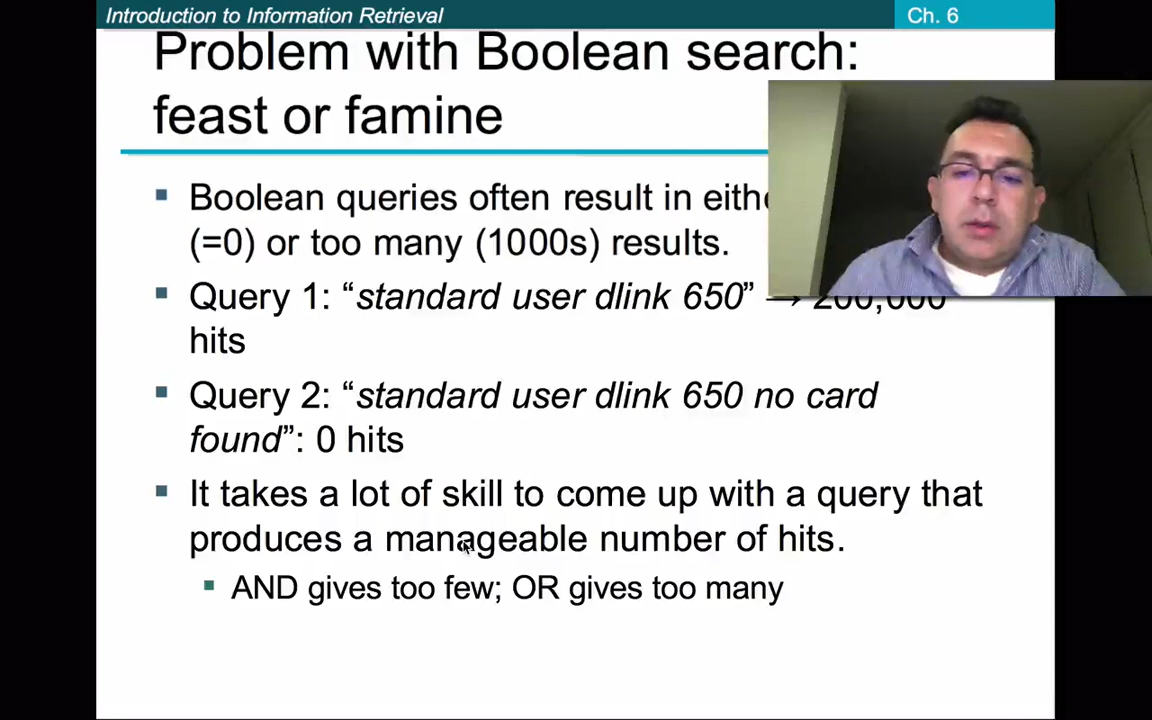 Introduction to Information Retrieval
Ch. 6
Problem with Boolean search:
feast or famine
Boolean queries often result in
(=0) or too many (1000s) results.
Query 1: “standard user dlink 650” → 200,000
hits
Query 2: “standard user dlink 650 no card
found”: 0 hits
It takes a lot of skill to come up with a query that
produces a manageable number of hits.
AND gives too few; OR gives too many